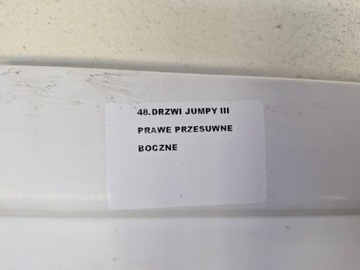 48.DRZWI JUMPY III
PRAWE PRZESUWNE
BOCZNE